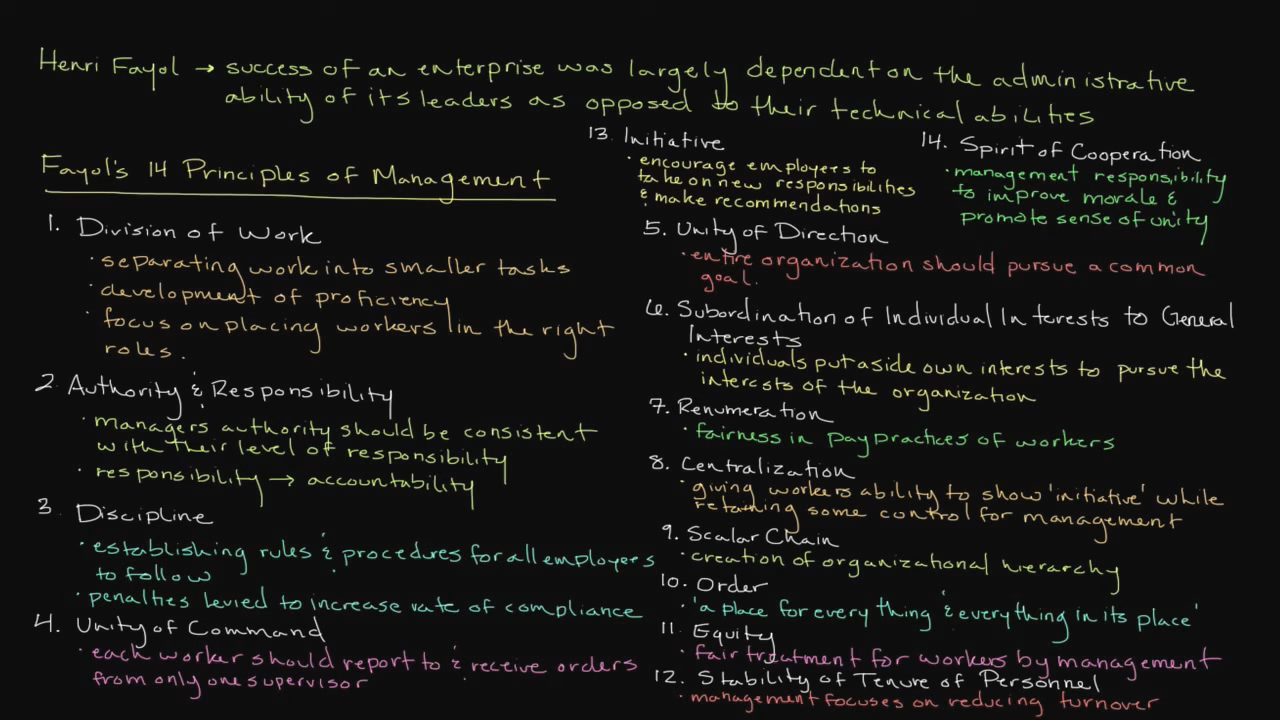 Henri Fayol → success of an enterprise was largely dependent on the administrative
ability of its leaders as opposed to their technical abilities
Fayol's 14 Principles of Management
1. Division of Work
· separating work into smaller tasks
· development of proficiency
· focus on placing workers in the right
roles.
2. Authority & Responsibility
· managers authority should be consistent
with their level of responsibility
· responsibility → accountability
3. Discipline
· establishing rules & procedures for all employees
to follow
· penalties levied to increase rate of compliance
4. Unity of Command
· each worker should report to & receive orders
from only one supervisor
13. Initiative
· encourage employees to
take on new responsibilities
& make recommendations
14. Spirit of Cooperation
· management responsibility
to improve morale &
promote sense of unity
5. Unity of Direction
· entire organization should pursue a common
goal.
6. Subordination of Individual Interests to General
Interests
· individuals put aside own interests to pursue the
interests of the organization
7. Renumeration
· fairness in pay practices of workers
8. Centralization
· giving workers ability to show 'initiative' while
retaining some control for management
9. Scalar Chain
· creation of organizational hierarchy
10. Order
· 'a place for every thing & everything in its place'
11. Equity
· fair treatment for workers by management
12. Stability of Tenure of Personnel
· management focuses on reducing turnover